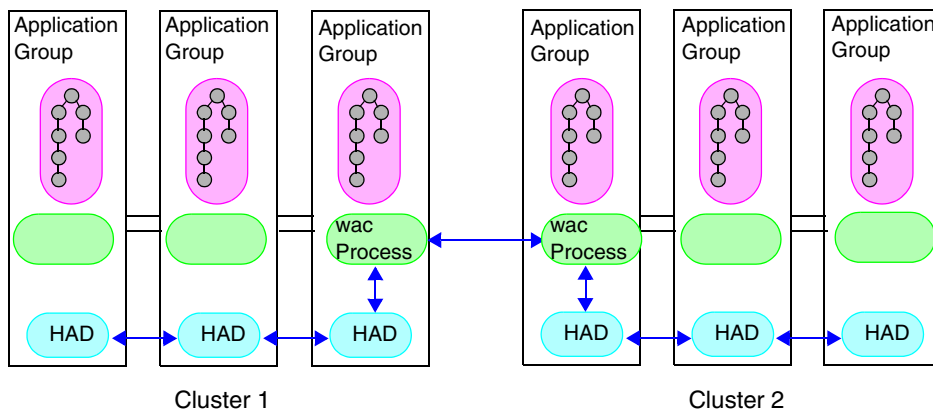 Application
Group
Application
Group
Application
Group
Application
Group
Application
Group
Application
Group
wac
Process
wac
Process
HAD
HAD
HAD
HAD
HAD
HAD
Cluster 1
Cluster 2